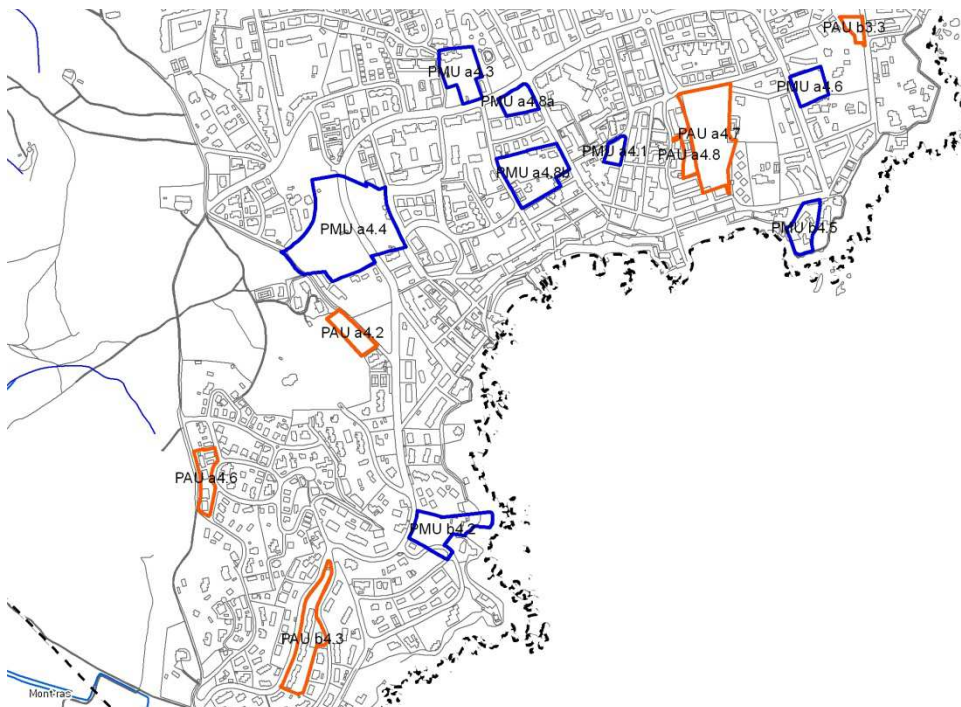 PAU b3.3
PMU a4.3
PMU a4.6
PMU a4.8a
PAU a4.7
PMU a4.1
PAU a4.8
PMU a4.8b
PMU a4.4
PMU b4.5
PAU a4.2
PAU a4.6
PMU b4.2
PAU b4.3
Mont-ras